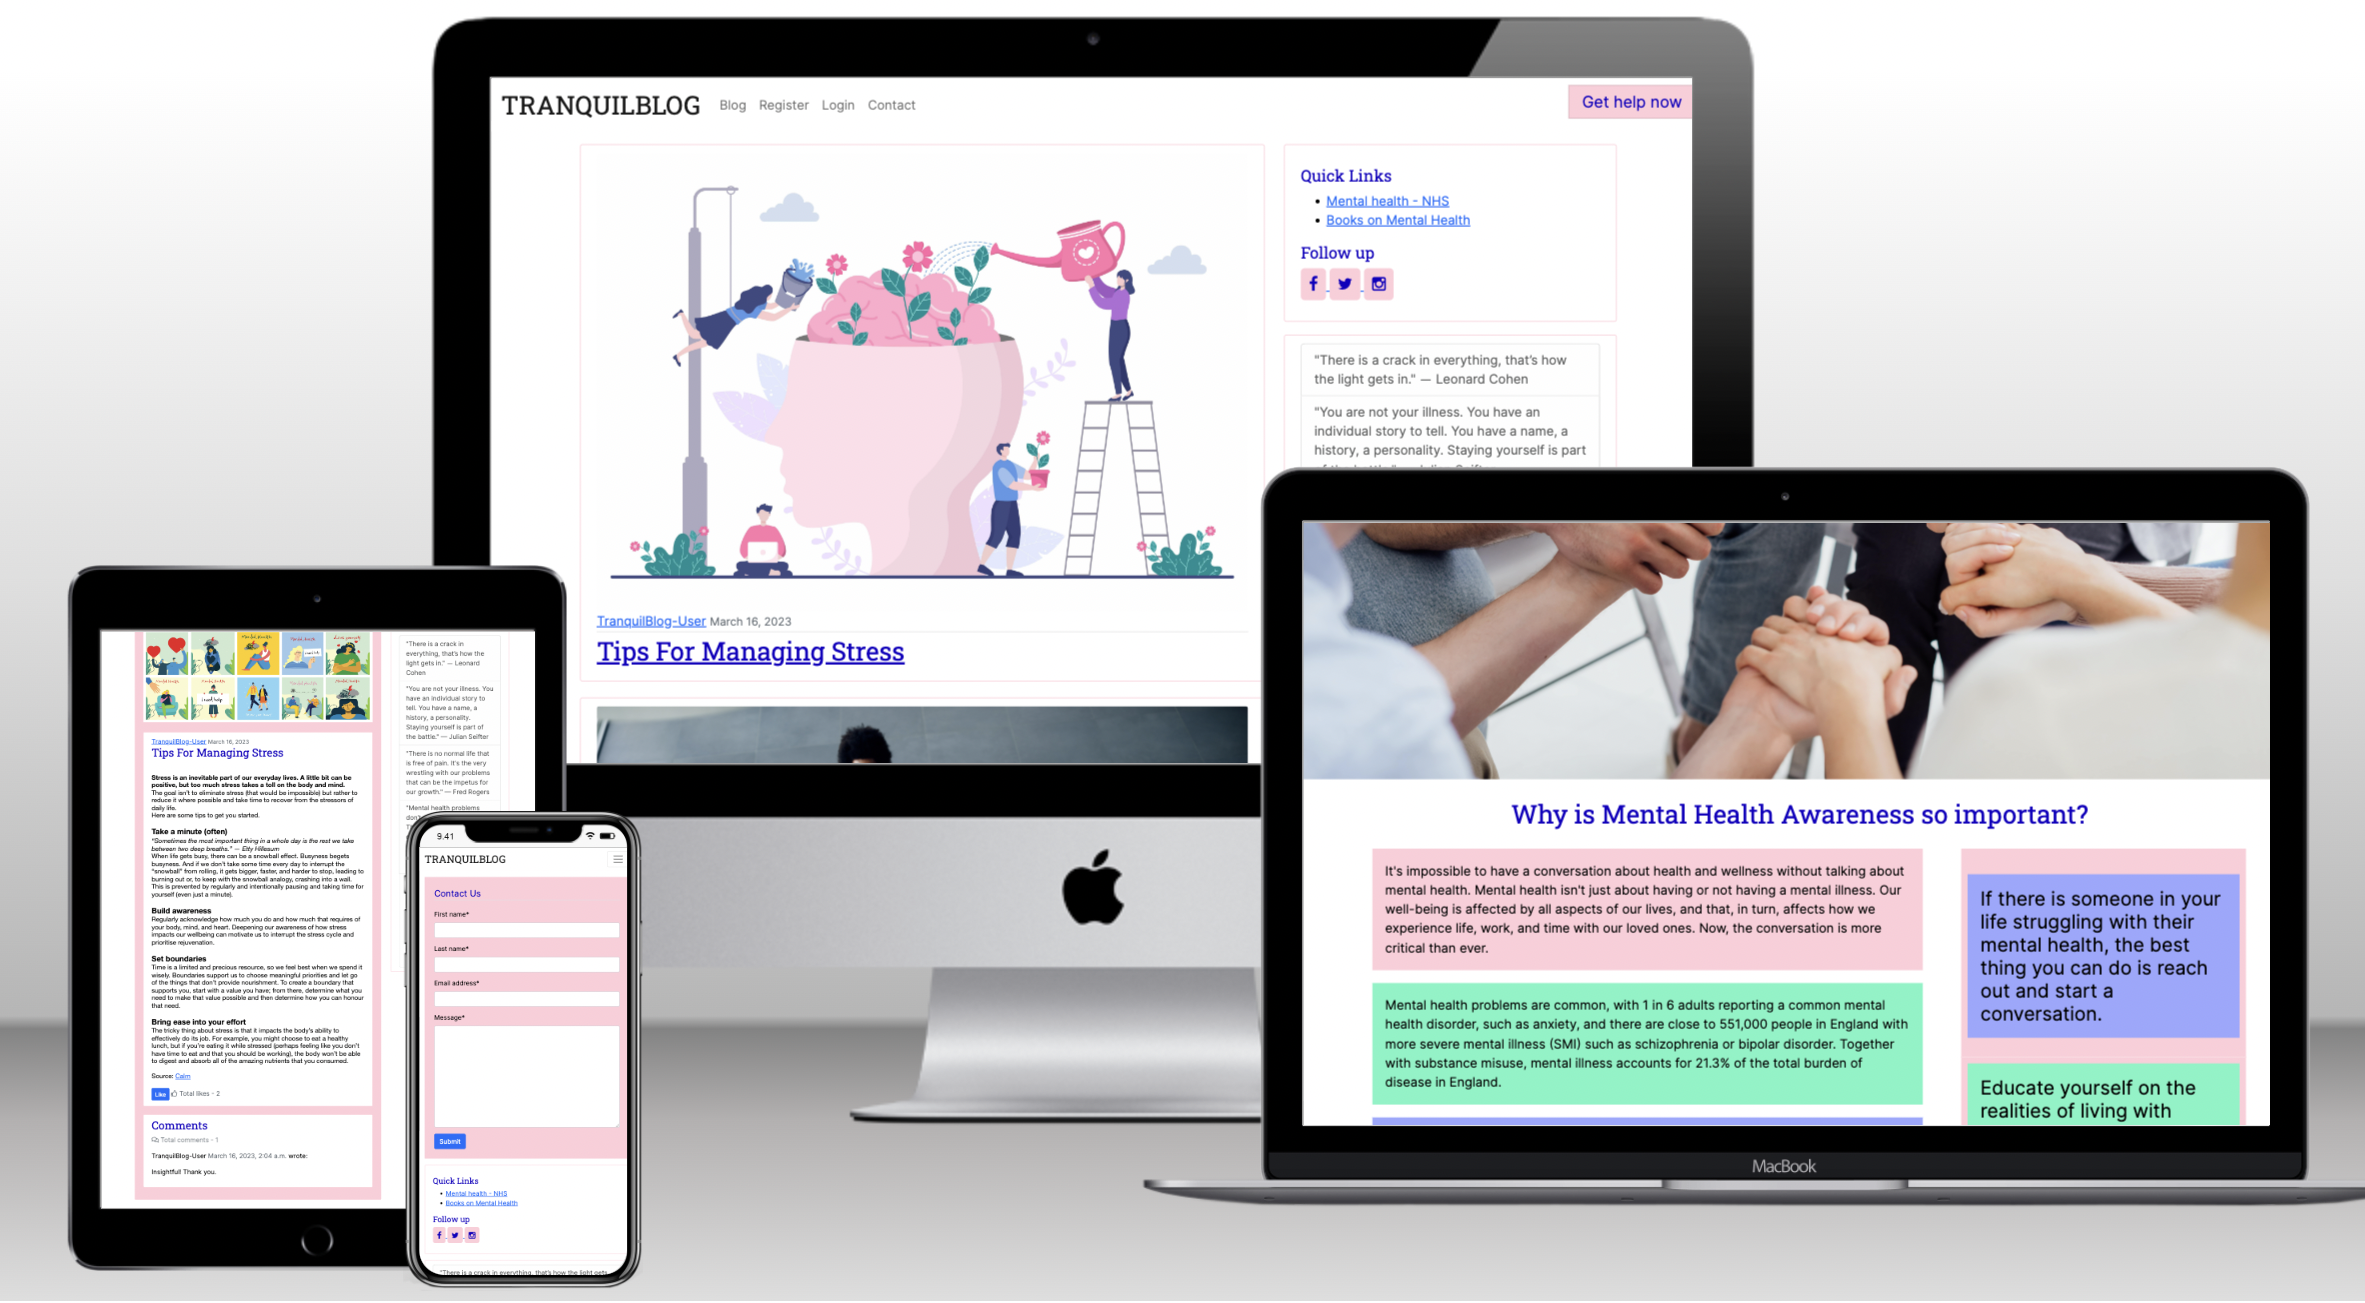 TRANQUILBLOG Blog Register Login Contact
Get help now
Quick Links
• Mental health - NHS
• Books on Mental Health
Follow up
"There is a crack in everything, that's how
the light gets in." — Leonard Cohen
"You are not your illness. You have an
individual story to tell. You have a name, a
history, a personality. Staying yourself is part
TranquilBlog-User March 16, 2023
Tips For Managing Stress
"There is a crack in
everything, that's how the
light gets in." — Leonard
Cohen
"You are not your illness. You
have an individual story to
tell. You have a name, a
history, a personality.
Staying yourself is part of
the battle." — Julian Seifter
"There is no normal life that
is free of pain. It's the very
wrestling with our problems
that can be the impetus for
our growth." — Fred Rogers
"Mental health problems
TranquilBlog-User March 16, 2023
Tips For Managing Stress
Stress is an inevitable part of our everyday lives. A little bit can be
positive, but too much stress takes a toll on the body and mind.
The goal isn't to eliminate stress (that would be impossible) but rather to
reduce it where possible and take time to recover from the stressors of
daily life.
Here are some tips to get you started.
Take a minute (often)
"Sometimes the most important thing in a whole day is the rest we take
between two deep breaths." — Etty Hillesum
When life gets busy, there can be a snowball effect. Busyness begets
busyness. And if we don't take some time every day to interrupt the
"snowball" from rolling, it gets bigger, faster, and harder to stop, leading to
burning out or, to keep with the snowball analogy, crashing into a wall.
This is prevented by regularly and intentionally pausing and taking time for
yourself (even just a minute).
Build awareness
Regularly acknowledge how much you do and how much that requires of
your body, mind, and heart. Deepening our awareness of how stress
impacts our wellbeing can motivate us to interrupt the stress cycle and
prioritise rejuvenation.
Set boundaries
Time is a limited and precious resource, so we feel best when we spend it
wisely. Boundaries support us to choose meaningful priorities and let go
of the things that don't provide nourishment. To create a boundary that
supports you, start with a value you have; from there, determine what you
need to make that value possible and then determine how you can honour
that need.
Bring ease into your effort
The tricky thing about stress is that it impacts the body's ability to
effectively do its job. For example, you might choose to eat a healthy
lunch, but if you're eating it while stressed (perhaps feeling like you don't
have time to eat and that you should be working), the body won't be able
to digest and absorb all of the amazing nutrients that you consumed.
Source: Calm
Like Total likes - 2
Comments
Total comments - 1
TranquilBlog-User March 16, 2023, 2:04 a.m. wrote:
Insightful! Thank you.
9.41
TRANQUILBLOG
Contact Us
First name*
Last name*
Email address*
Message*
Submit
Quick Links
• Mental health - NHS
• Books on Mental Health
Follow up
"There is a crack in everything, that's how the light gets
Why is Mental Health Awareness so important?
It's impossible to have a conversation about health and wellness without talking about
mental health. Mental health isn't just about having or not having a mental illness. Our
well-being is affected by all aspects of our lives, and that, in turn, affects how we
experience life, work, and time with our loved ones. Now, the conversation is more
critical than ever.
Mental health problems are common, with 1 in 6 adults reporting a common mental
health disorder, such as anxiety, and there are close to 551,000 people in England with
more severe mental illness (SMI) such as schizophrenia or bipolar disorder. Together
with substance misuse, mental illness accounts for 21.3% of the total burden of
disease in England.
If there is someone in your
life struggling with their
mental health, the best
thing you can do is reach
out and start a
conversation.
Educate yourself on the
realities of living with
MacBook